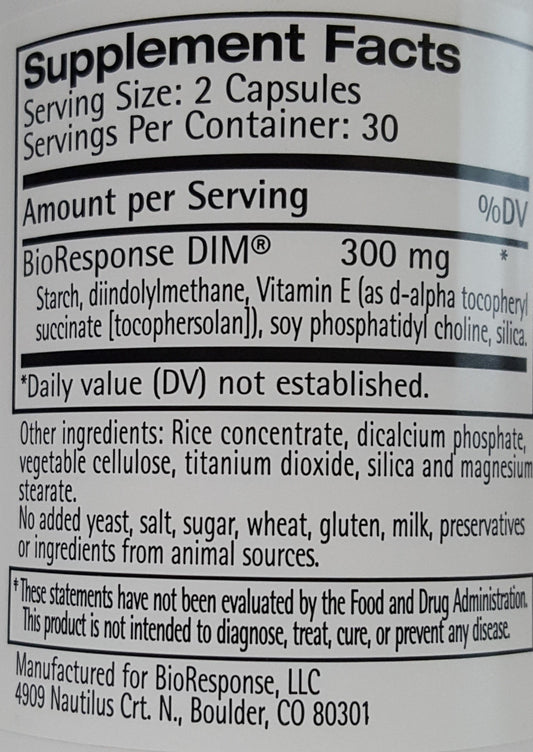 Supplement Facts
Serving Size: 2 Capsules
Servings Per Container: 30
Amount per Serving %DV
BioResponse DIM® 300 mg *
Starch, diindolylmethane, Vitamin E (as d-alpha tocopheryl
succinate [tocophersolan]), soy phosphatidyl choline, silica.
*Daily value (DV) not established.
Other ingredients: Rice concentrate, dicalcium phosphate,
vegetable cellulose, titanium dioxide, silica and magnesium
stearate.
No added yeast, salt, sugar, wheat, gluten, milk, preservatives
or ingredients from animal sources.
‡These statements have not been evaluated by the Food and Drug Administration.
This product is not intended to diagnose, treat, cure, or prevent any disease.
Manufactured for BioResponse, LLC
4909 Nautilus Crt. N., Boulder, CO 80301